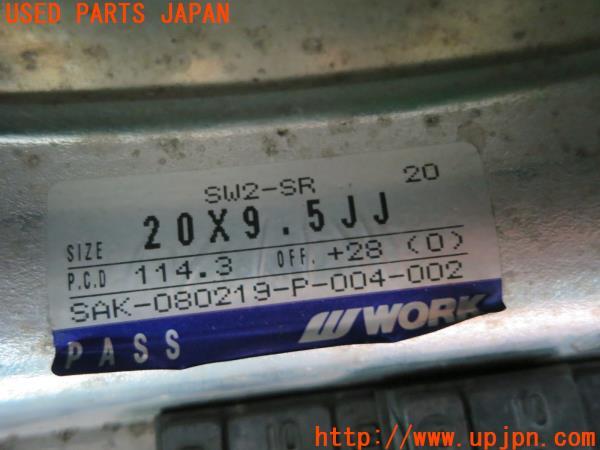 USED PARTS JAPAN
SW2-SR 20
SIZE 20X9.5JJ
P.C.D 114.3 OFF. +28 (O)
SAK-080219-P-004-002
PASS WORK
http://www.upjpn.com